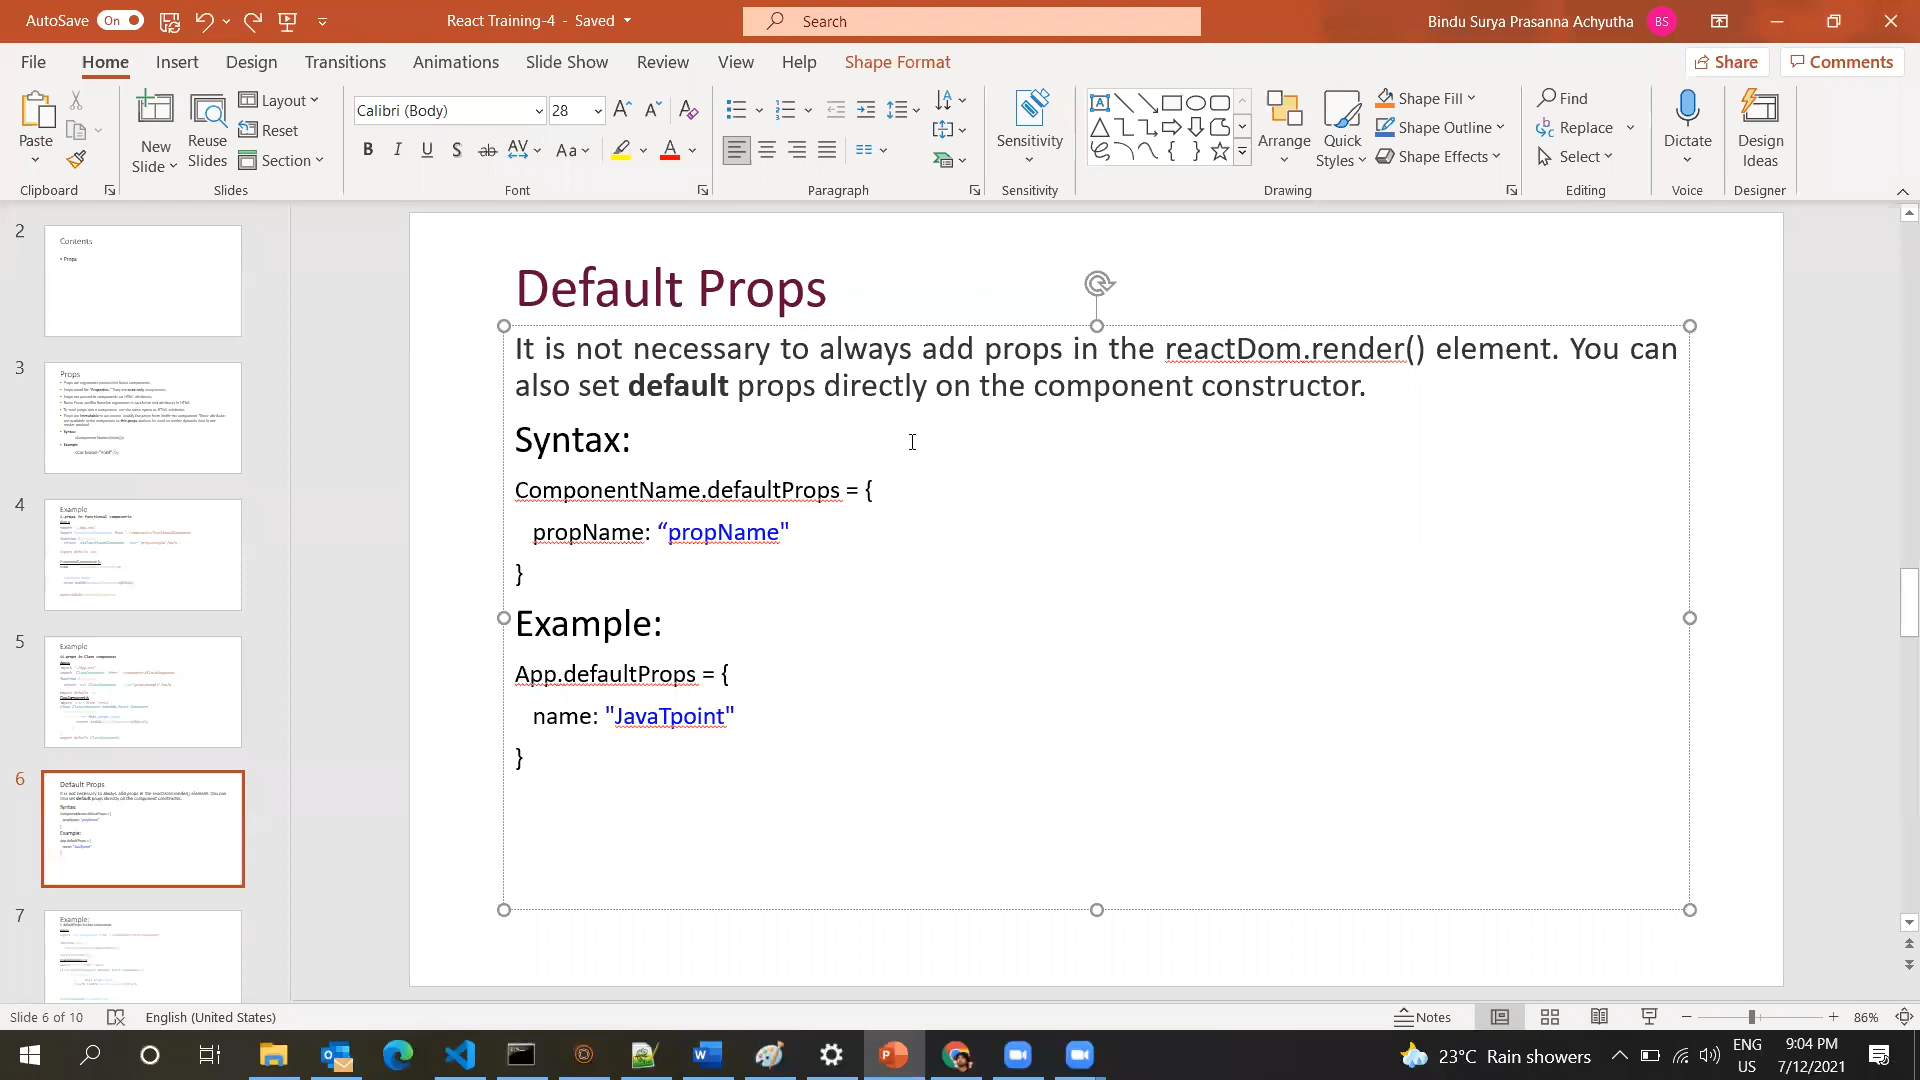 AutoSave On
React Training-4 - Saved
Search
Bindu Surya Prasanna Achyutha
BS
File Home Insert Design Transitions Animations Slide Show Review View Help Shape Format
Share
Comments
Paste
Clipboard
New Slide
Reuse Slides
Layout
Reset
Section
Slides
Calibri (Body) 28
Font
Paragraph
Sensitivity
Sensitivity
Arrange
Quick Styles
Shape Fill
Shape Outline
Shape Effects
Drawing
Find
Replace
Select
Editing
Dictate
Voice
Design Ideas
Designer
2
Contents
• Props
3
Props
4
Example
5
Example
6
Default Props
Syntax:
Example:
7
Example:
Default Props
It is not necessary to always add props in the reactDom.render() element. You can
also set default props directly on the component constructor.
Syntax:
ComponentName.defaultProps = {
propName: “propName"
}
Example:
App.defaultProps = {
name: "JavaTpoint"
}
Slide 6 of 10
English (United States)
Notes
86%
23°C Rain showers
ENG
US
9:04 PM
7/12/2021